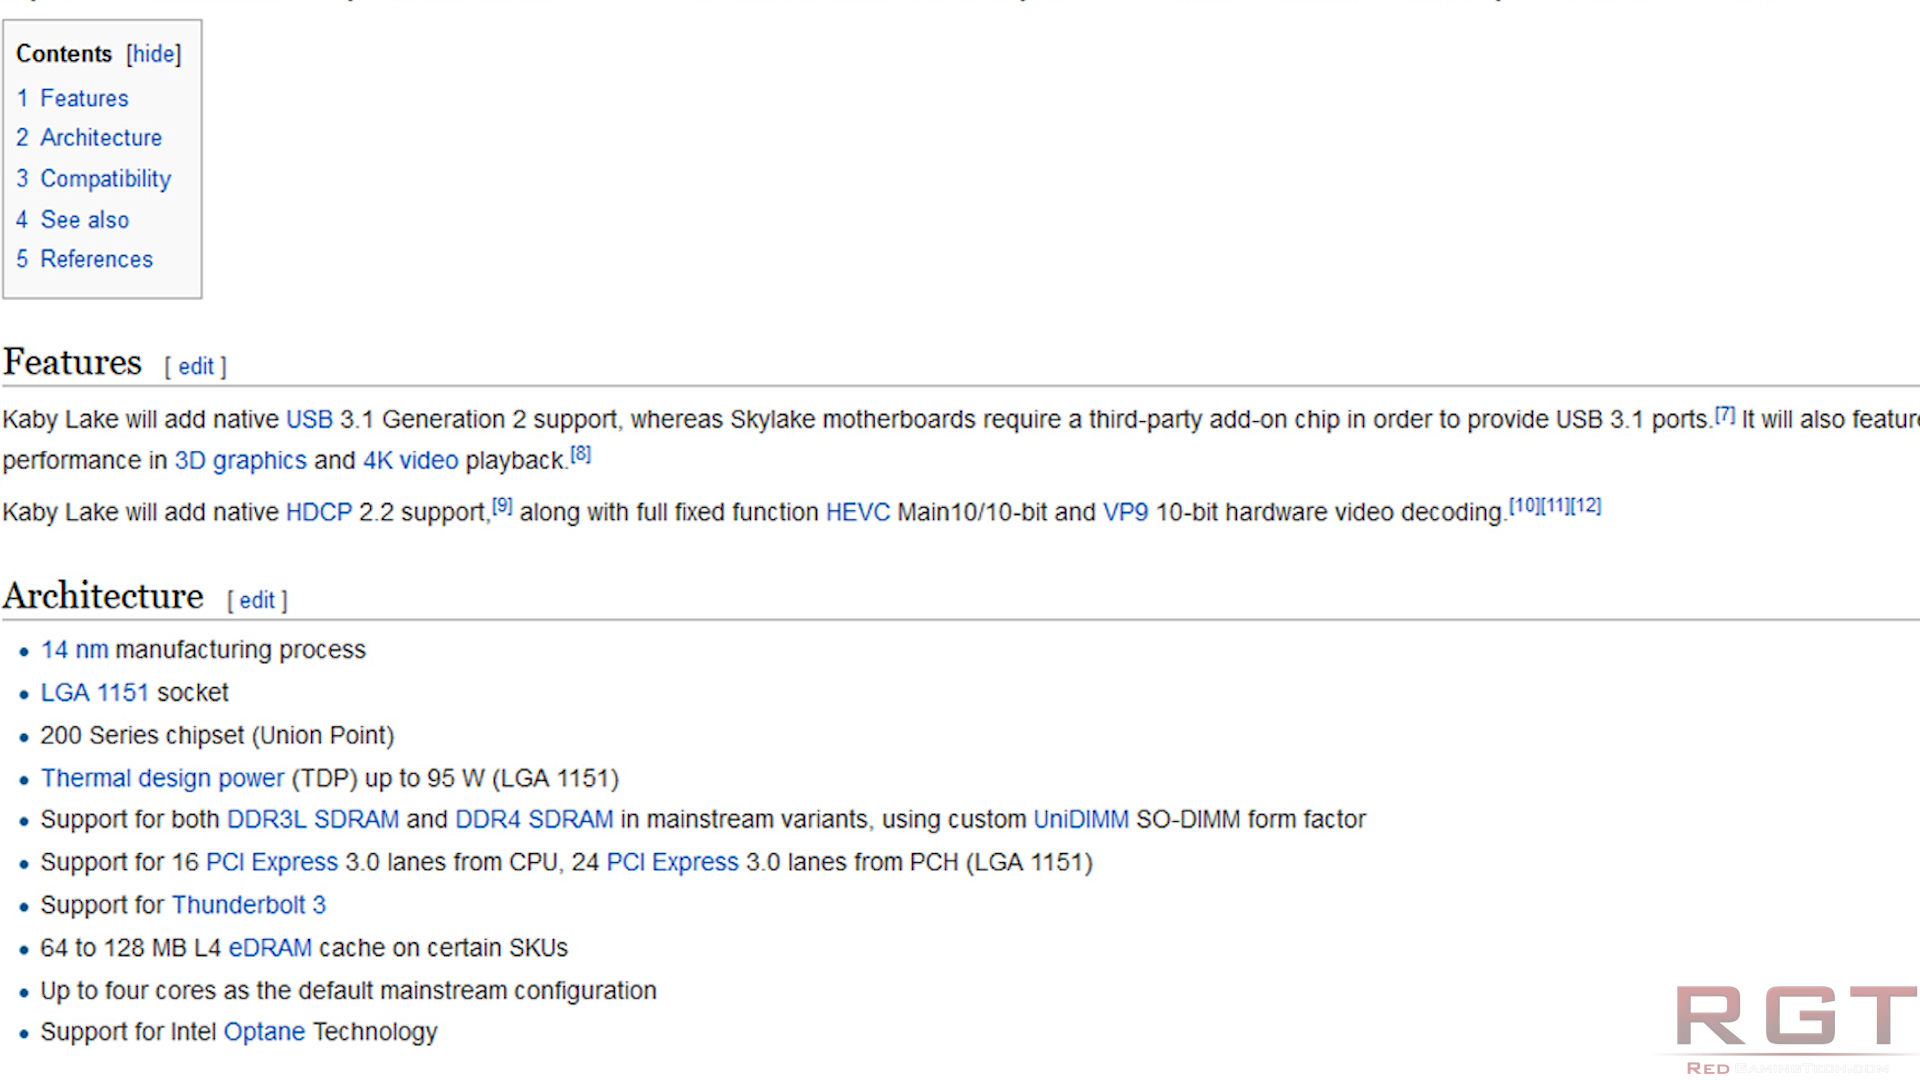 Contents [hide]
1 Features
2 Architecture
3 Compatibility
4 See also
5 References
Features [ edit ]
Kaby Lake will add native USB 3.1 Generation 2 support, whereas Skylake motherboards require a third-party add-on chip in order to provide USB 3.1 ports.[7] It will also feature
performance in 3D graphics and 4K video playback.[8]
Kaby Lake will add native HDCP 2.2 support,[9] along with full fixed function HEVC Main10/10-bit and VP9 10-bit hardware video decoding.[10][11][12]
Architecture [ edit ]
• 14 nm manufacturing process
• LGA 1151 socket
• 200 Series chipset (Union Point)
• Thermal design power (TDP) up to 95 W (LGA 1151)
• Support for both DDR3L SDRAM and DDR4 SDRAM in mainstream variants, using custom UniDIMM SO-DIMM form factor
• Support for 16 PCI Express 3.0 lanes from CPU, 24 PCI Express 3.0 lanes from PCH (LGA 1151)
• Support for Thunderbolt 3
• 64 to 128 MB L4 eDRAM cache on certain SKUs
• Up to four cores as the default mainstream configuration
• Support for Intel Optane Technology
RGT
RED GAMINGTECH.COM